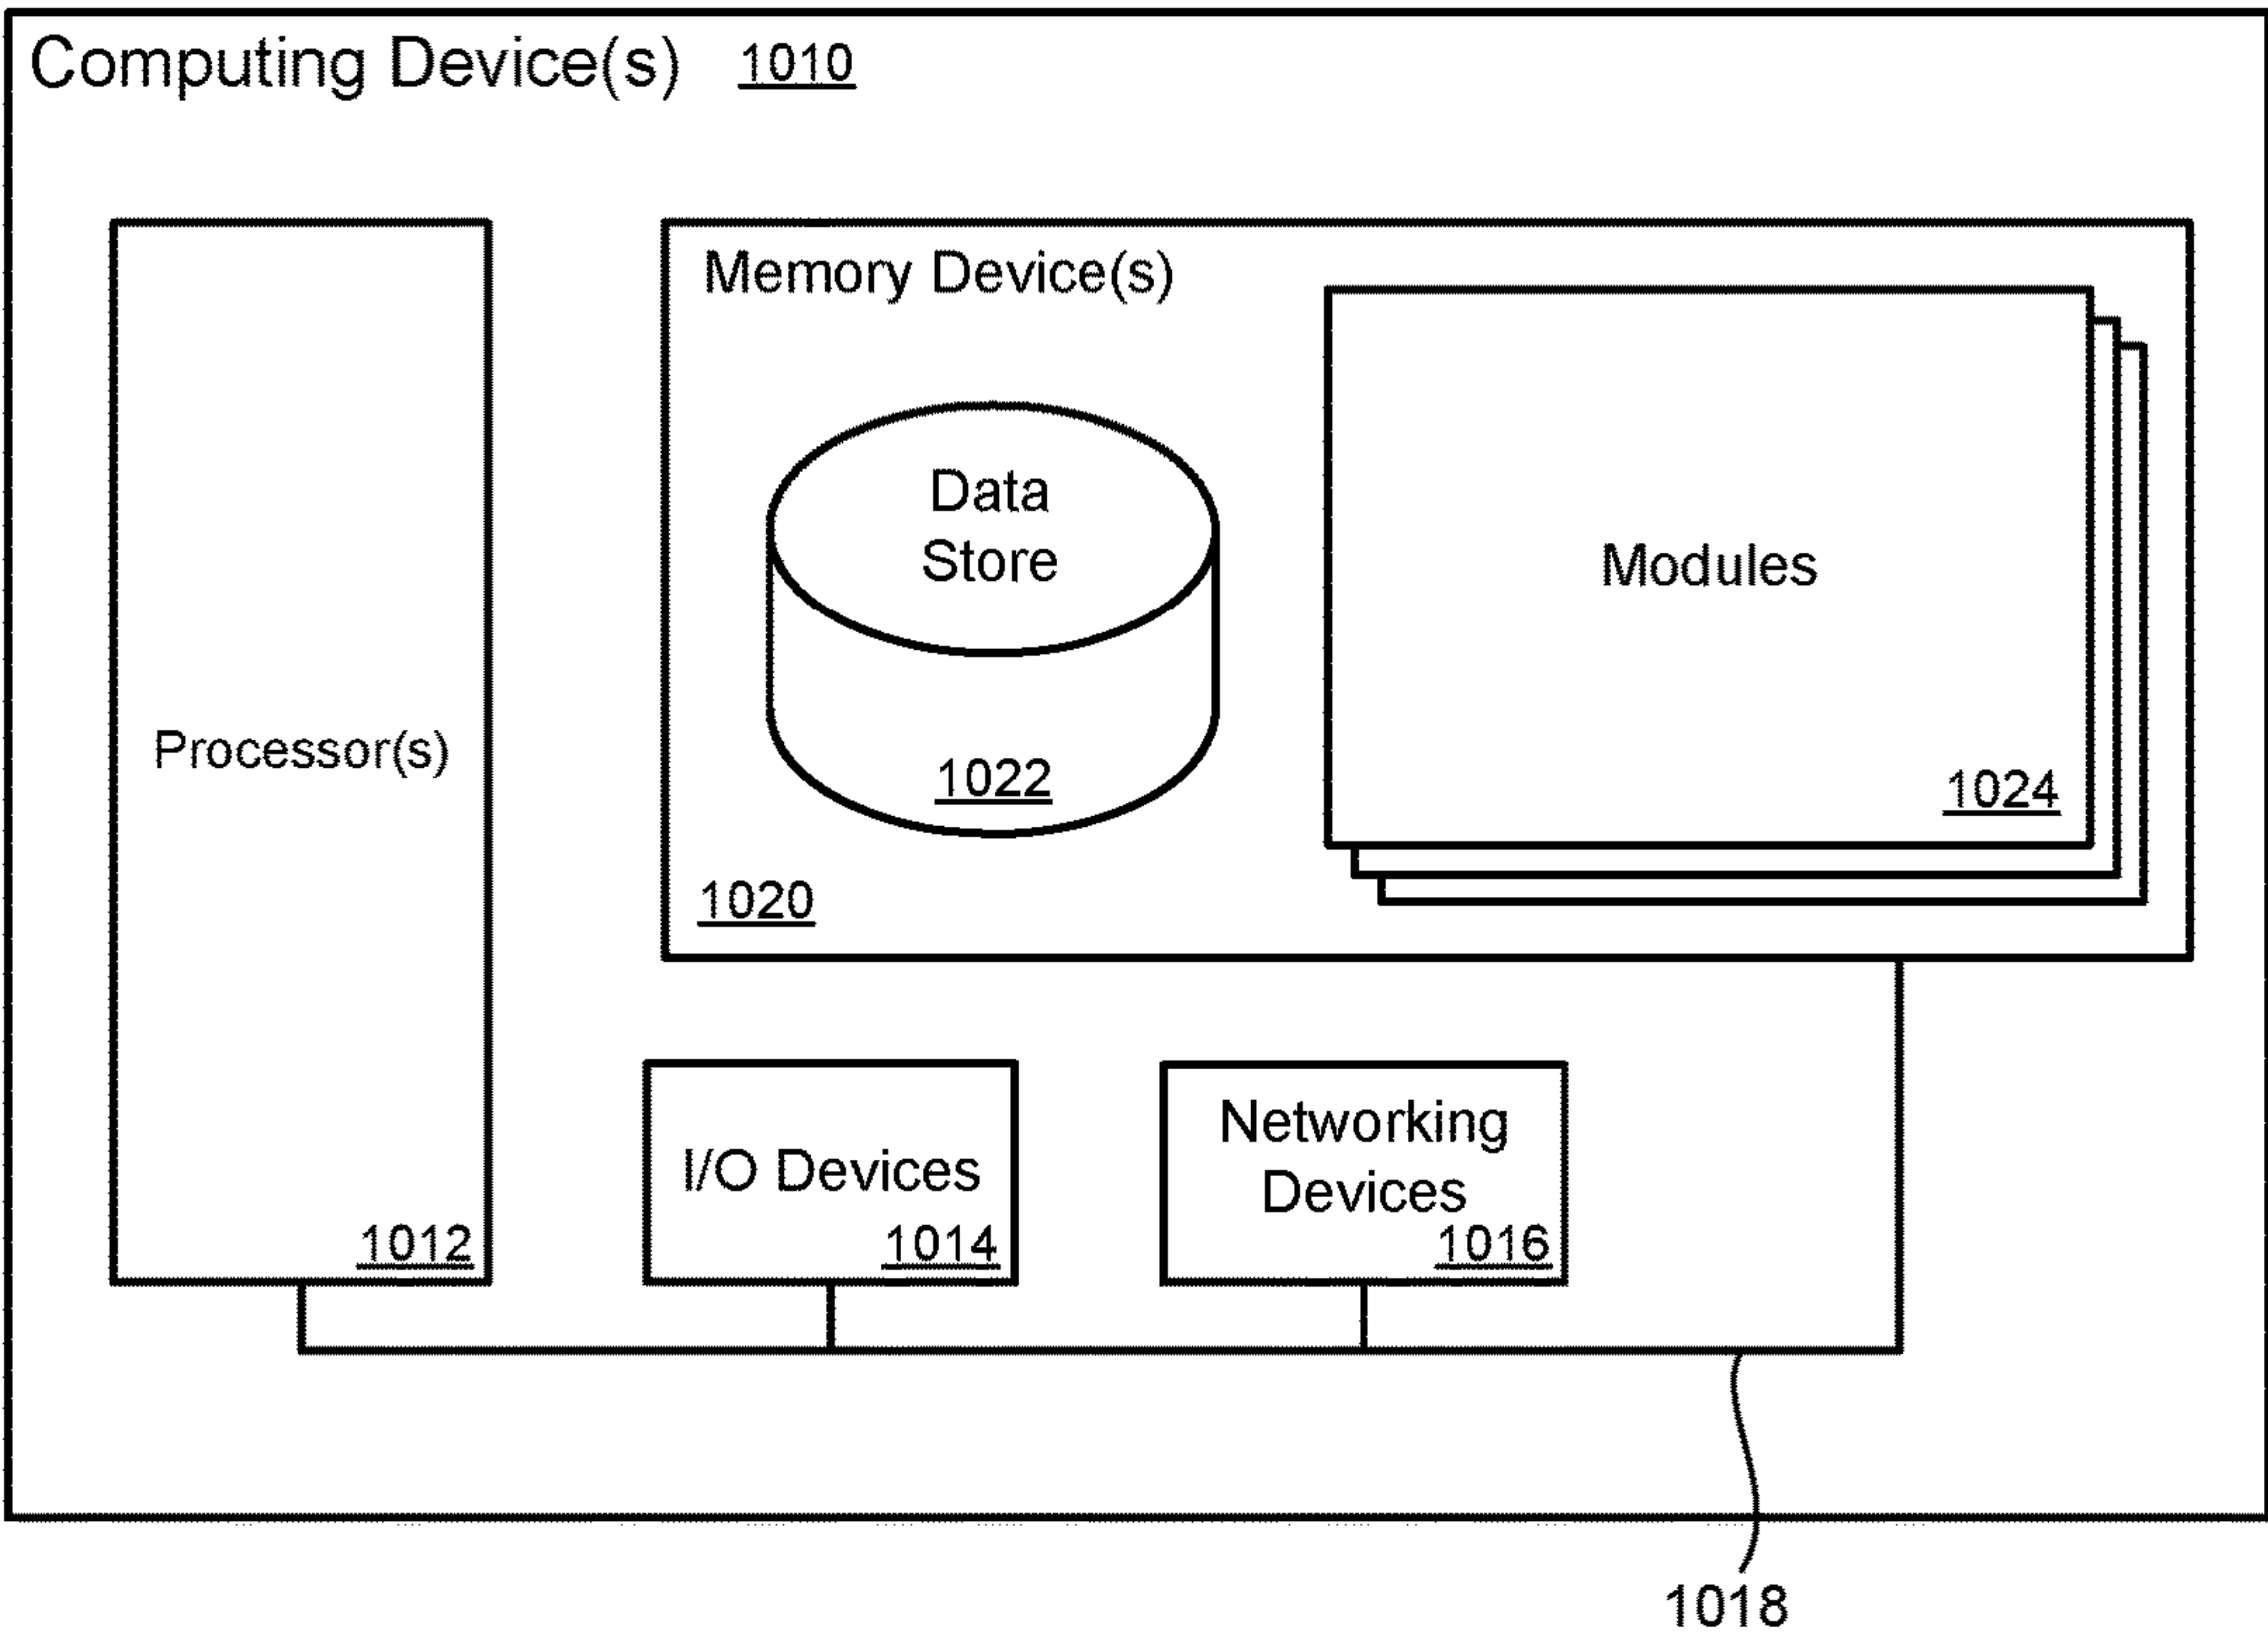 Computing Device(s) 1010
Processor(s)
1012
Memory Device(s)
Data
Store
1022
Modules
1024
1020
I/O Devices
1014
Networking
Devices
1016
1018